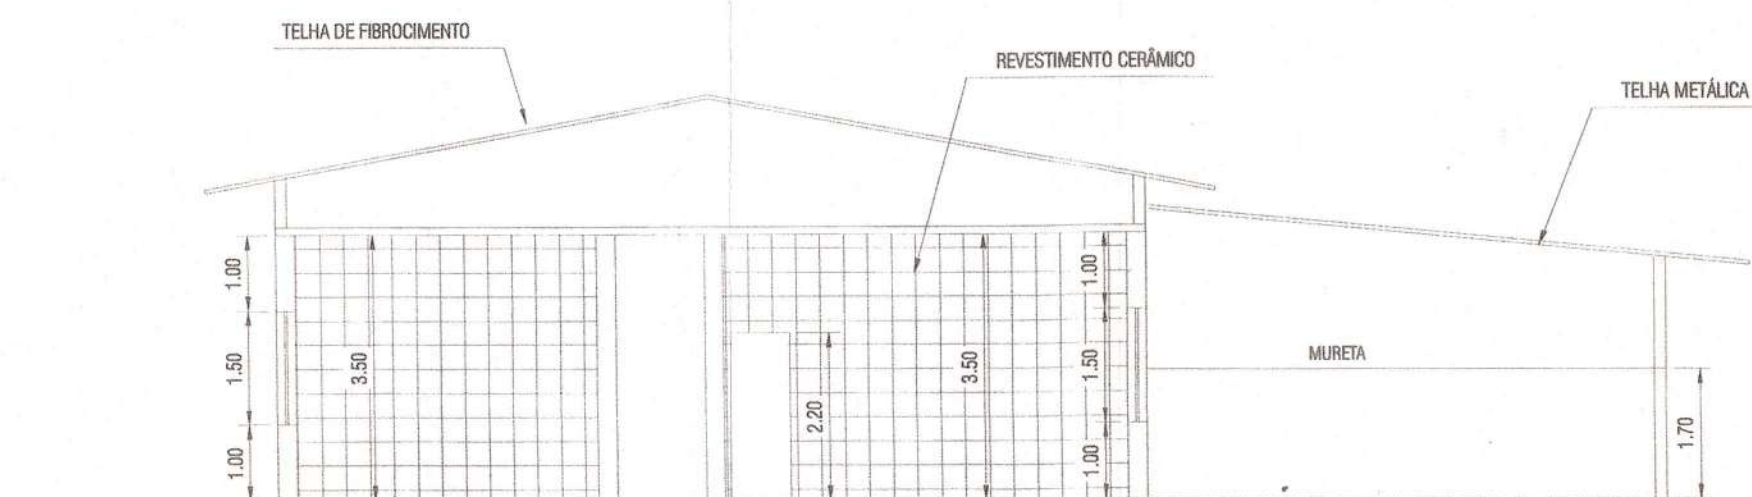 TELHA DE FIBROCIMENTO
REVESTIMENTO CERÂMICO
TELHA METÁLICA
1.00
1.50
1.00
3.50
2.20
3.50
1.00
1.50
1.00
MURETA
1.70